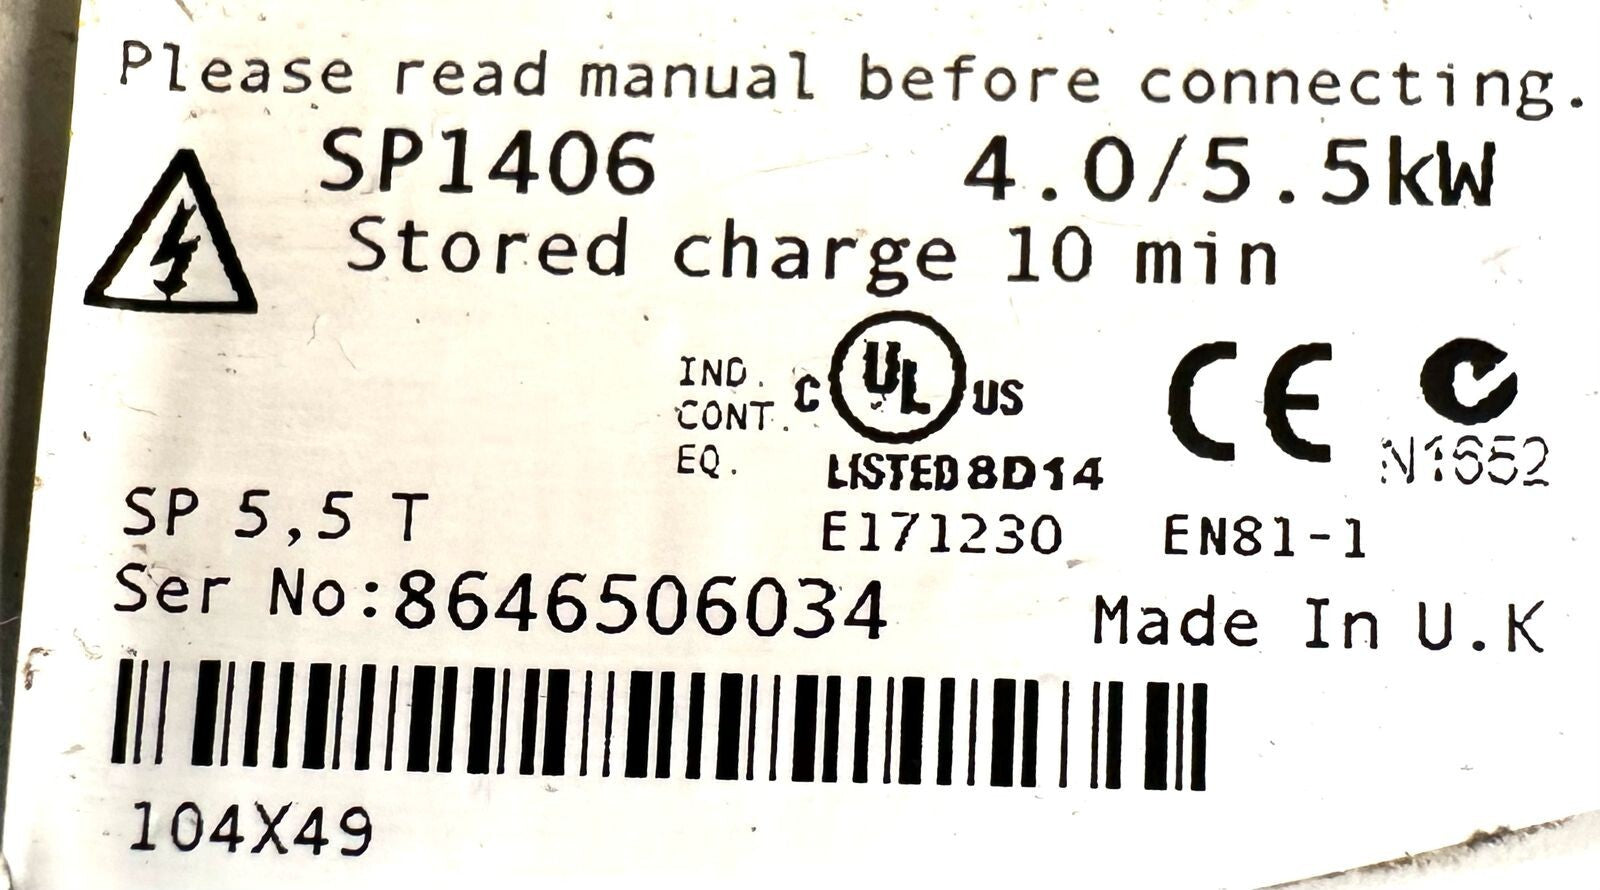 Please read manual before connecting.
SP1406 4.0/5.5kW
Stored charge 10 min
IND.
CONT.
EQ.
C UL US
LISTED 8D14
E171230
CE
N1652
EN81-1
SP 5,5 T
Ser No:8646506034
Made In U.K
104X49